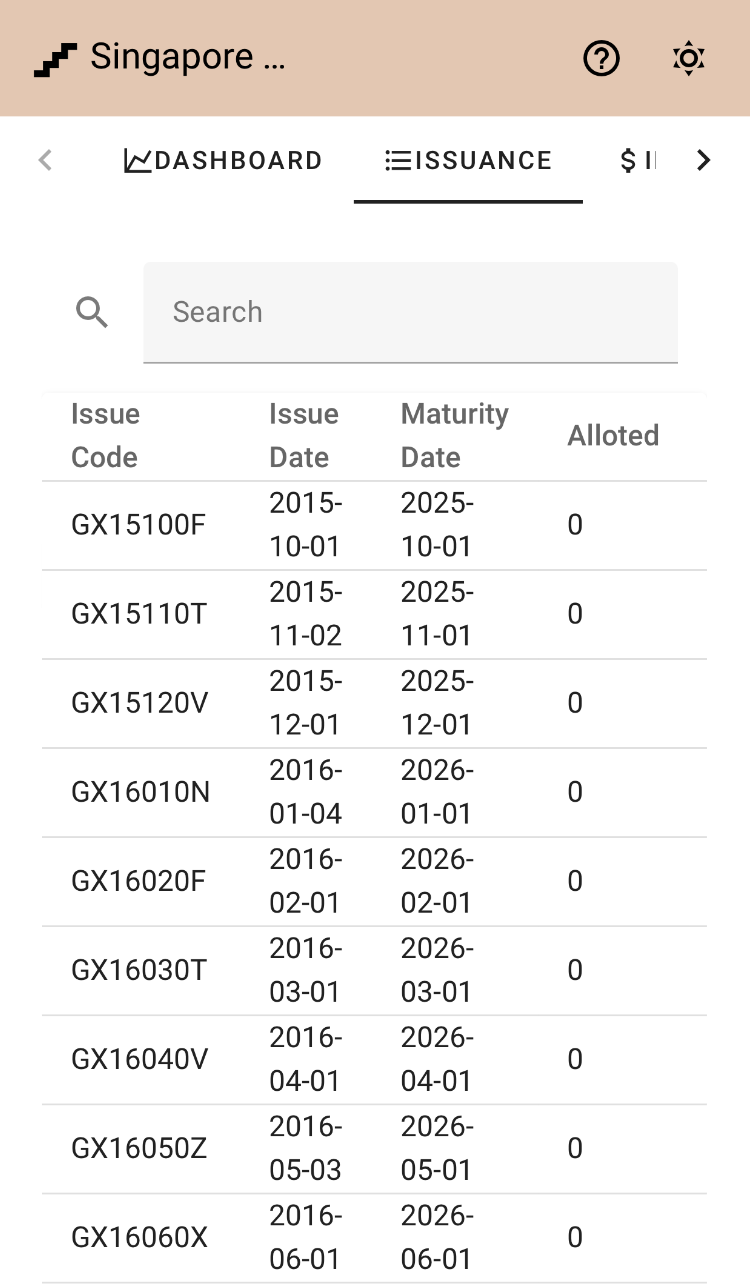 Singapore ...
DASHBOARD ISSUANCE $ I
Search
Issue Code Issue Date Maturity Date Alloted
GX15100F 2015-10-01 2025-10-01 0
GX15110T 2015-11-02 2025-11-01 0
GX15120V 2015-12-01 2025-12-01 0
GX16010N 2016-01-04 2026-01-01 0
GX16020F 2016-02-01 2026-02-01 0
GX16030T 2016-03-01 2026-03-01 0
GX16040V 2016-04-01 2026-04-01 0
GX16050Z 2016-05-03 2026-05-01 0
GX16060X 2016-06-01 2026-06-01 0